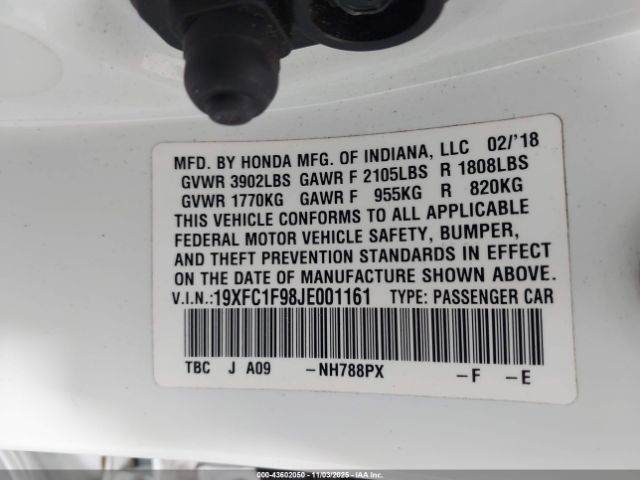 MFD. BY HONDA MFG. OF INDIANA, LLC 02/'18
GVWR 3902LBS GAWR F 2105LBS R 1808LBS
GVWR 1770KG GAWR F 955KG R 820KG
THIS VEHICLE CONFORMS TO ALL APPLICABLE
FEDERAL MOTOR VEHICLE SAFETY, BUMPER,
AND THEFT PREVENTION STANDARDS IN EFFECT
ON THE DATE OF MANUFACTURE SHOWN ABOVE.
V.I.N.:19XFC1F98JE001161 TYPE: PASSENGER CAR
TBC J A09 -NH788PX -F -E
000-43602050 - 11/03/2025 - IAA Inc.